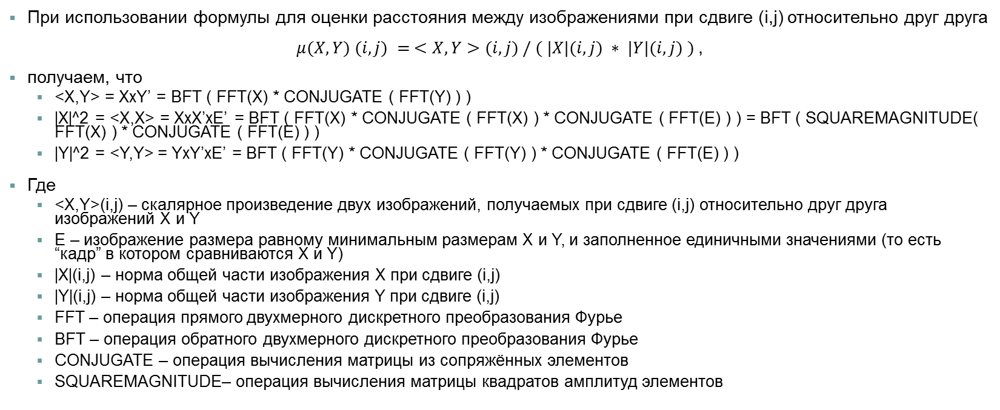 При использовании формулы для оценки расстояния между изображениями при сдвиге (i,j) относительно друг друга
μ(X,Y) (i,j) =< X,Y > (i,j) / ( |X|(i,j) * |Y|(i,j) ) ,
получаем, что
<X,Y> = XxY’ = BFT ( FFT(X) * CONJUGATE ( FFT(Y) ) )
|X|^2 = <X,X> = XxX’xE’ = BFT ( FFT(X) * CONJUGATE ( FFT(X) ) * CONJUGATE ( FFT(E) ) ) = BFT ( SQUAREMAGNITUDE(
FFT(X) ) * CONJUGATE ( FFT(E) ) )
|Y|^2 = <Y,Y> = YxY’xE’ = BFT ( FFT(Y) * CONJUGATE ( FFT(Y) ) * CONJUGATE ( FFT(E) ) )
Где
<X,Y>(i,j) – скалярное произведение двух изображений, получаемых при сдвиге (i,j) относительно друг друга
изображений X и Y
E – изображение размера равному минимальным размерам X и Y, и заполненное единичными значениями (то есть
“кадр” в котором сравниваются X и Y)
|X|(i,j) – норма общей части изображения X при сдвиге (i,j)
|Y|(i,j) – норма общей части изображения Y при сдвиге (i,j)
FFT – операция прямого двухмерного дискретного преобразования Фурье
BFT – операция обратного двухмерного дискретного преобразования Фурье
CONJUGATE – операция вычисления матрицы из сопряжённых элементов
SQUAREMAGNITUDE– операция вычисления матрицы квадратов амплитуд элементов